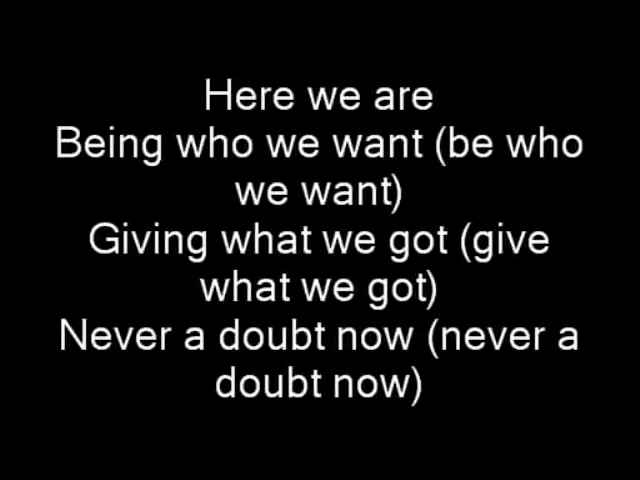 Here we are
Being who we want (be who
we want)
Giving what we got (give
what we got)
Never a doubt now (never a
doubt now)